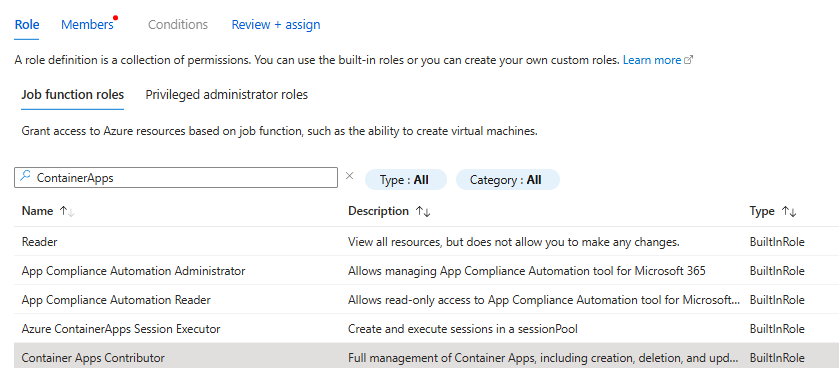 Role Members Conditions Review + assign
A role definition is a collection of permissions. You can use the built-in roles or you can create your own custom roles. Learn more
Job function roles Privileged administrator roles
Grant access to Azure resources based on job function, such as the ability to create virtual machines.
ContainerApps Type : All Category : All
Name Description Type
Reader View all resources, but does not allow you to make any changes. BuiltInRole
App Compliance Automation Administrator Allows managing App Compliance Automation tool for Microsoft 365 BuiltInRole
App Compliance Automation Reader Allows read-only access to App Compliance Automation tool for Microsoft... BuiltInRole
Azure ContainerApps Session Executor Create and execute sessions in a sessionPool BuiltInRole
Container Apps Contributor Full management of Container Apps, including creation, deletion, and upd... BuiltInRole